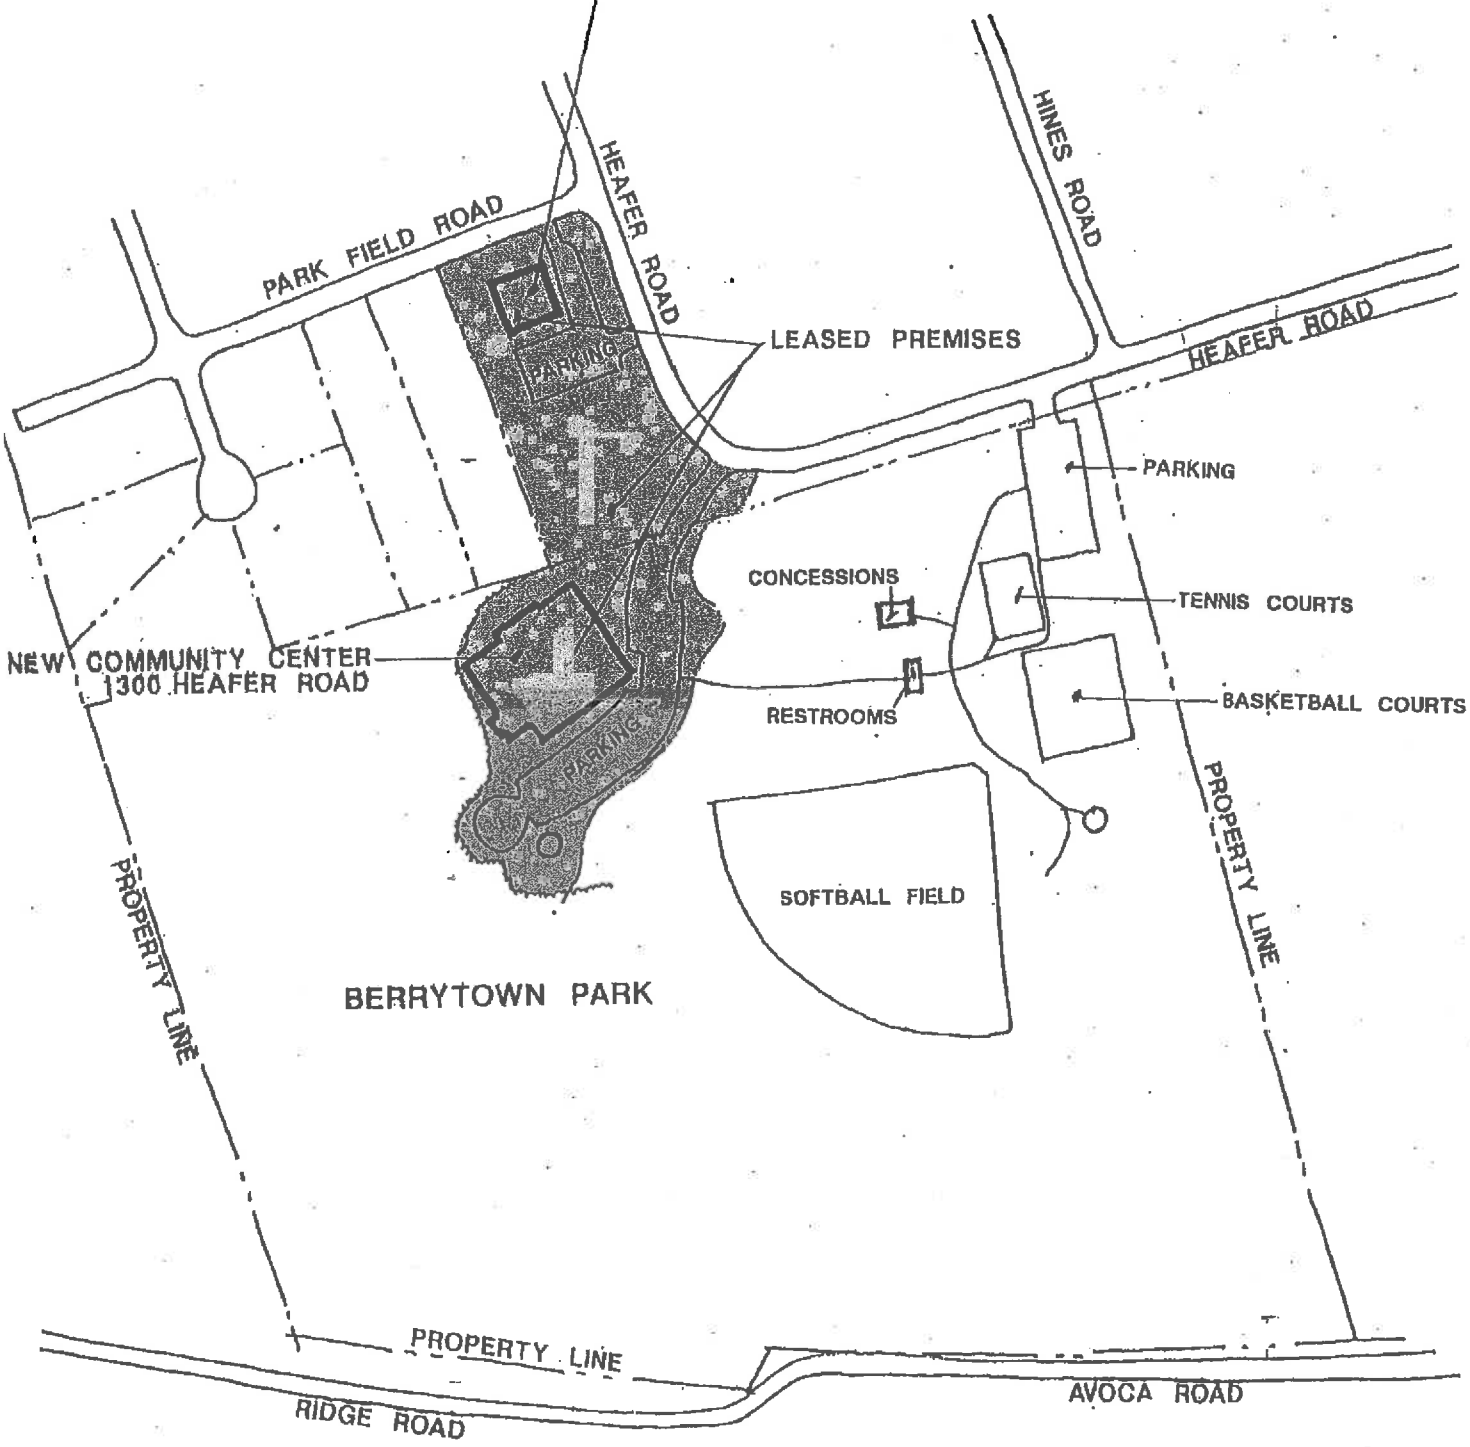 HEAFER ROAD
HINES ROAD
PARK FIELD ROAD
HEAFER ROAD
LEASED PREMISES
PARKING
PARKING
CONCESSIONS
TENNIS COURTS
NEW COMMUNITY CENTER
1300 HEAFER ROAD
RESTROOMS
BASKETBALL COURTS
PARKING
PROPERTY LINE
PROPERTY LINE
SOFTBALL FIELD
BERRYTOWN PARK
PROPERTY LINE
RIDGE ROAD
AVOCA ROAD